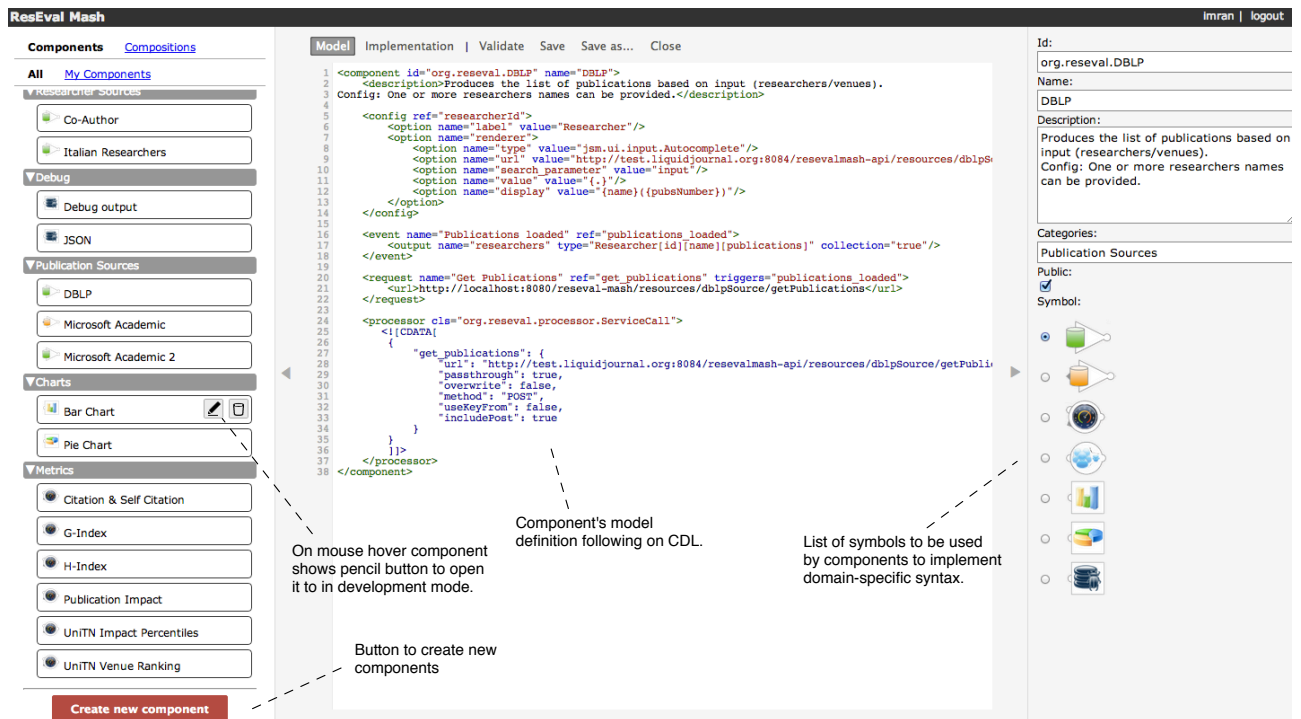 ResEval Mash
imran | logout
Components Compositions
All My Components
▼Researcher Sources
Co-Author
Italian Researchers
▼Debug
Debug output
JSON
▼Publication Sources
DBLP
Microsoft Academic
Microsoft Academic 2
▼Charts
Bar Chart
Pie Chart
▼Metrics
Citation & Self Citation
G-Index
H-Index
Publication Impact
UniTN Impact Percentiles
UniTN Venue Ranking
Create new component
Model Implementation | Validate Save Save as... Close
1 <component id="org.reseval.DBLP" name="DBLP">
2 <description>Produces the list of publications based on input (researchers/venues).
3 Config: One or more researchers names can be provided.</description>
4
5 <config ref="researcherId">
6 <option name="label" value="Researcher"/>
7 <option name="renderer">
8 <option name="type" value="jsm.ui.input.Autocomplete"/>
9 <option name="url" value="http://test.liquidjournal.org:8084/resevalmash-api/resources/dblpS
10 <option name="search_parameter" value="input"/>
11 <option name="value" value="{.}"/>
12 <option name="display" value="{name}({pubsNumber})"/>
13 </option>
14 </config>
15
16 <event name="Publications loaded" ref="publications_loaded">
17 <output name="researchers" type="Researcher[id][name][publications]" collection="true"/>
18 </event>
19
20 <request name="Get Publications" ref="get_publications" triggers="publications_loaded">
21 <url>http://localhost:8080/reseval-mash/resources/dblpSource/getPublications</url>
22 </request>
23
24 <processor cls="org.reseval.processor.ServiceCall">
25 <![CDATA[
26 {
27 "get_publications": {
28 "url": "http://test.liquidjournal.org:8084/resevalmash-api/resources/dblpSource/getPubli
29 "passthrough": true,
30 "overwrite": false,
31 "method": "POST",
32 "useKeyFrom": false,
33 "includePost": true
34 }
35 }
36 ]]>
37 </processor>
38 </component>
On mouse hover component
shows pencil button to open
it to in development mode.
Component's model
definition following on CDL.
List of symbols to be used
by components to implement
domain-specific syntax.
Button to create new
components
Id:
org.reseval.DBLP
Name:
DBLP
Description:
Produces the list of publications based on
input (researchers/venues).
Config: One or more researchers names
can be provided.
Categories:
Publication Sources
Public:
Symbol: